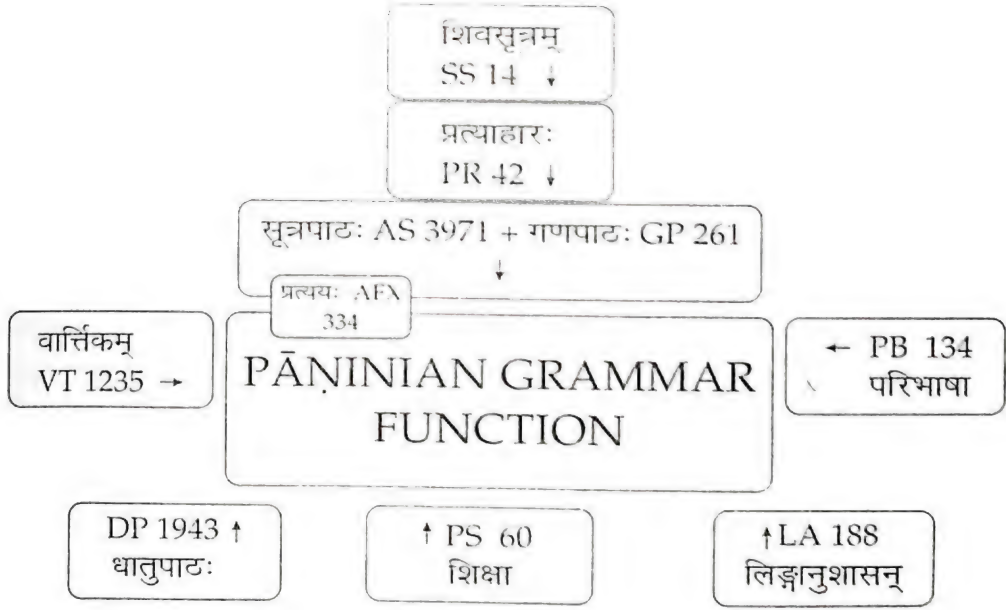 शिवसृत्रम्
SS 14 ↓
प्रत्याहारः
PR 42 ↓
सूत्रपाठः AS 3971 + गणपाठः GP 261
↓
प्रत्ययः AFX
334
वार्त्तिकम्
VT 1235 →
PĀṆINIAN GRAMMAR
FUNCTION
← PB 134
परिभाषा
DP 1943 ↑
धातुपाठः
↑ PS 60
शिक्षा
↑LA 188
लिङ्गानुशासन्